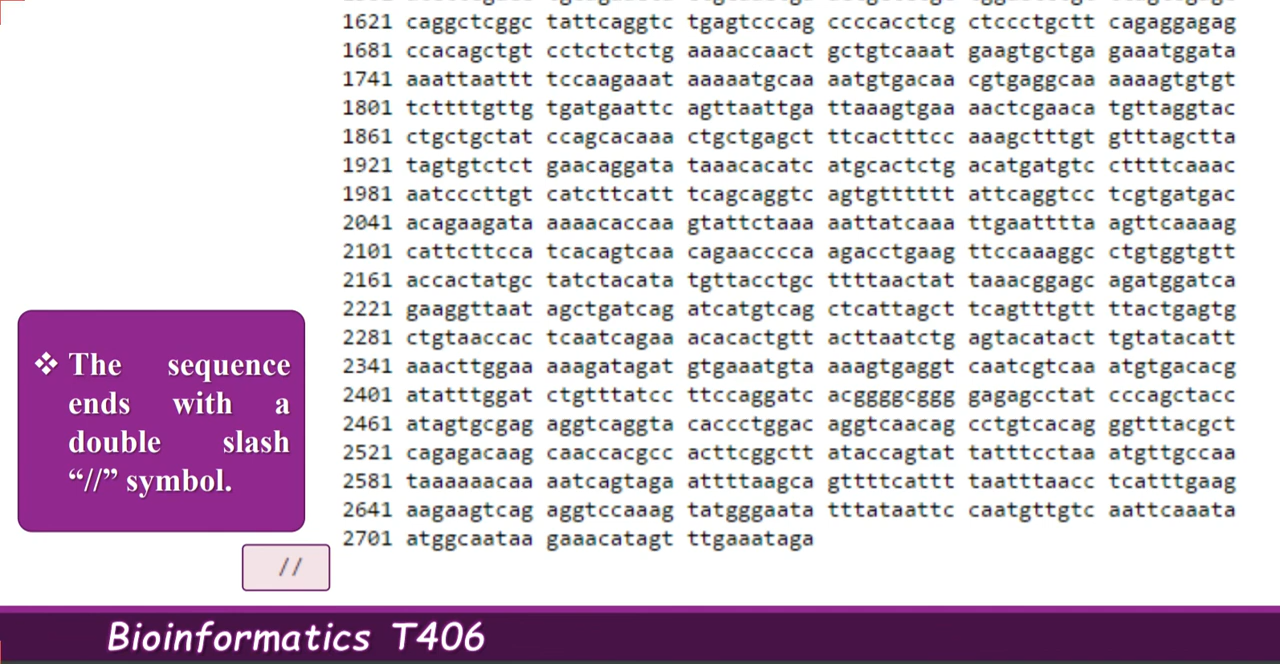 1621 caggctcggc tattcaggtc tgagtcccag ccccacctcg ctccctgctt cagaggagag
1681 ccacagctgt cctctctctg aaaaccaact gctgtcaaat gaagtgctga gaaatggata
1741 aaattaattt tccaagaaat aaaaatgcaa aatgtgacaa cgtgaggcaa aaaagtgtgt
1801 tcttttgttg tgatgaattc agttaattga ttaaagtgaa aactcgaaca tgttaggtac
1861 ctgctgctat ccagcacaaa ctgctgagct ttcactttcc aaagctttgt gtttagctta
1921 tagtgtctct gaacaggata taaacacatc atgcactctg acatgatgtc cttttcaaac
1981 aatcccttgt catcttcatt tcagcaggtc agtgtttttt attcaggtcc tcgtgatgac
2041 acagaagata aaaacaccaa gtattctaaa aattatcaaa ttgaatttta agttcaaaag
2101 cattcttcca tcacagtcaa cagaacccca agacctgaag ttccaaaggc ctgtggtgtt
2161 accactatgc tatctacata tgttacctgc ttttaactat taaacggagc agatggatca
2221 gaaggttaat agctgatcag atcatgtcag ctcattagct tcagtttgtt ttactgagtg
2281 ctgtaaccac tcaatcagaa acacactgtt acttaatctg agtacatact tgtatacatt
2341 aaacttggaa aaagatagat gtgaaatgta aaagtgaggt caatcgtcaa atgtgacacg
2401 atatttggat ctgtttatcc ttccaggatc acggggcggg gagagcctat cccagctacc
2461 atagtgcgag aggtcaggta caccctggac aggtcaacag cctgtcacag ggtttacgct
2521 cagagacaag caaccacgcc acttcggctt ataccagtat tatttcctaa atgttgccaa
2581 taaaaaacaa aatcagtaga attttaagca gttttcattt taatttaacc tcatttgaag
2641 aagaagtcag aggtccaaag tatgggaata tttataattc caatgttgtc aattcaaata
2701 atggcaataa gaaacatagt ttgaaataga
❖ The sequence
ends with a
double slash
“//” symbol.
//
Bioinformatics T406